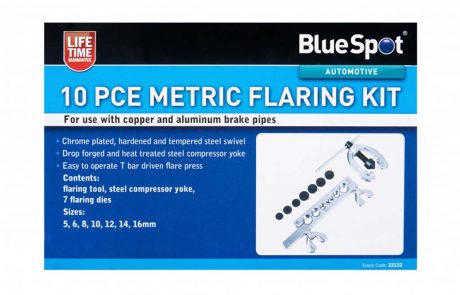 LIFE
TIME
GUARANTEE
BlueSpot
AUTOMOTIVE
10 PCE METRIC FLARING KIT
For use with copper and aluminum brake pipes
• Chrome plated, hardened and tempered steel swivel
• Drop forged and heat treated steel compressor yoke
• Easy to operate T bar driven flare press
Contents:
flaring tool, steel compressor yoke,
7 flaring dies
Sizes:
5, 6, 8, 10, 12, 14, 16mm
Stock Code: 22132